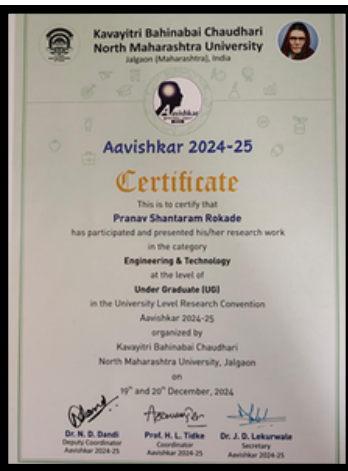 Kavayitri Bahinabai Chaudhari
North Maharashtra University
Jalgaon (Maharashtra), India
Aavishkar
Aavishkar 2024-25
Certificate
This is to certify that
Pranav Shantaram Rokade
has participated and presented his/her research work
in the category
Engineering & Technology
at the level of
Under Graduate (UG)
in the University Level Research Convention
Aavishkar 2024-25
organized by
Kavayitri Bahinabai Chaudhari
North Maharashtra University, Jalgaon
on
19th and 20th December, 2024
Dr. N. D. Dandi
Deputy Coordinator
Aavishkar 2024-25
Prof. H. L. Tidke
Coordinator
Aavishkar 2024-25
Dr. J. D. Lekurwale
Secretary
Aavishkar 2024-25